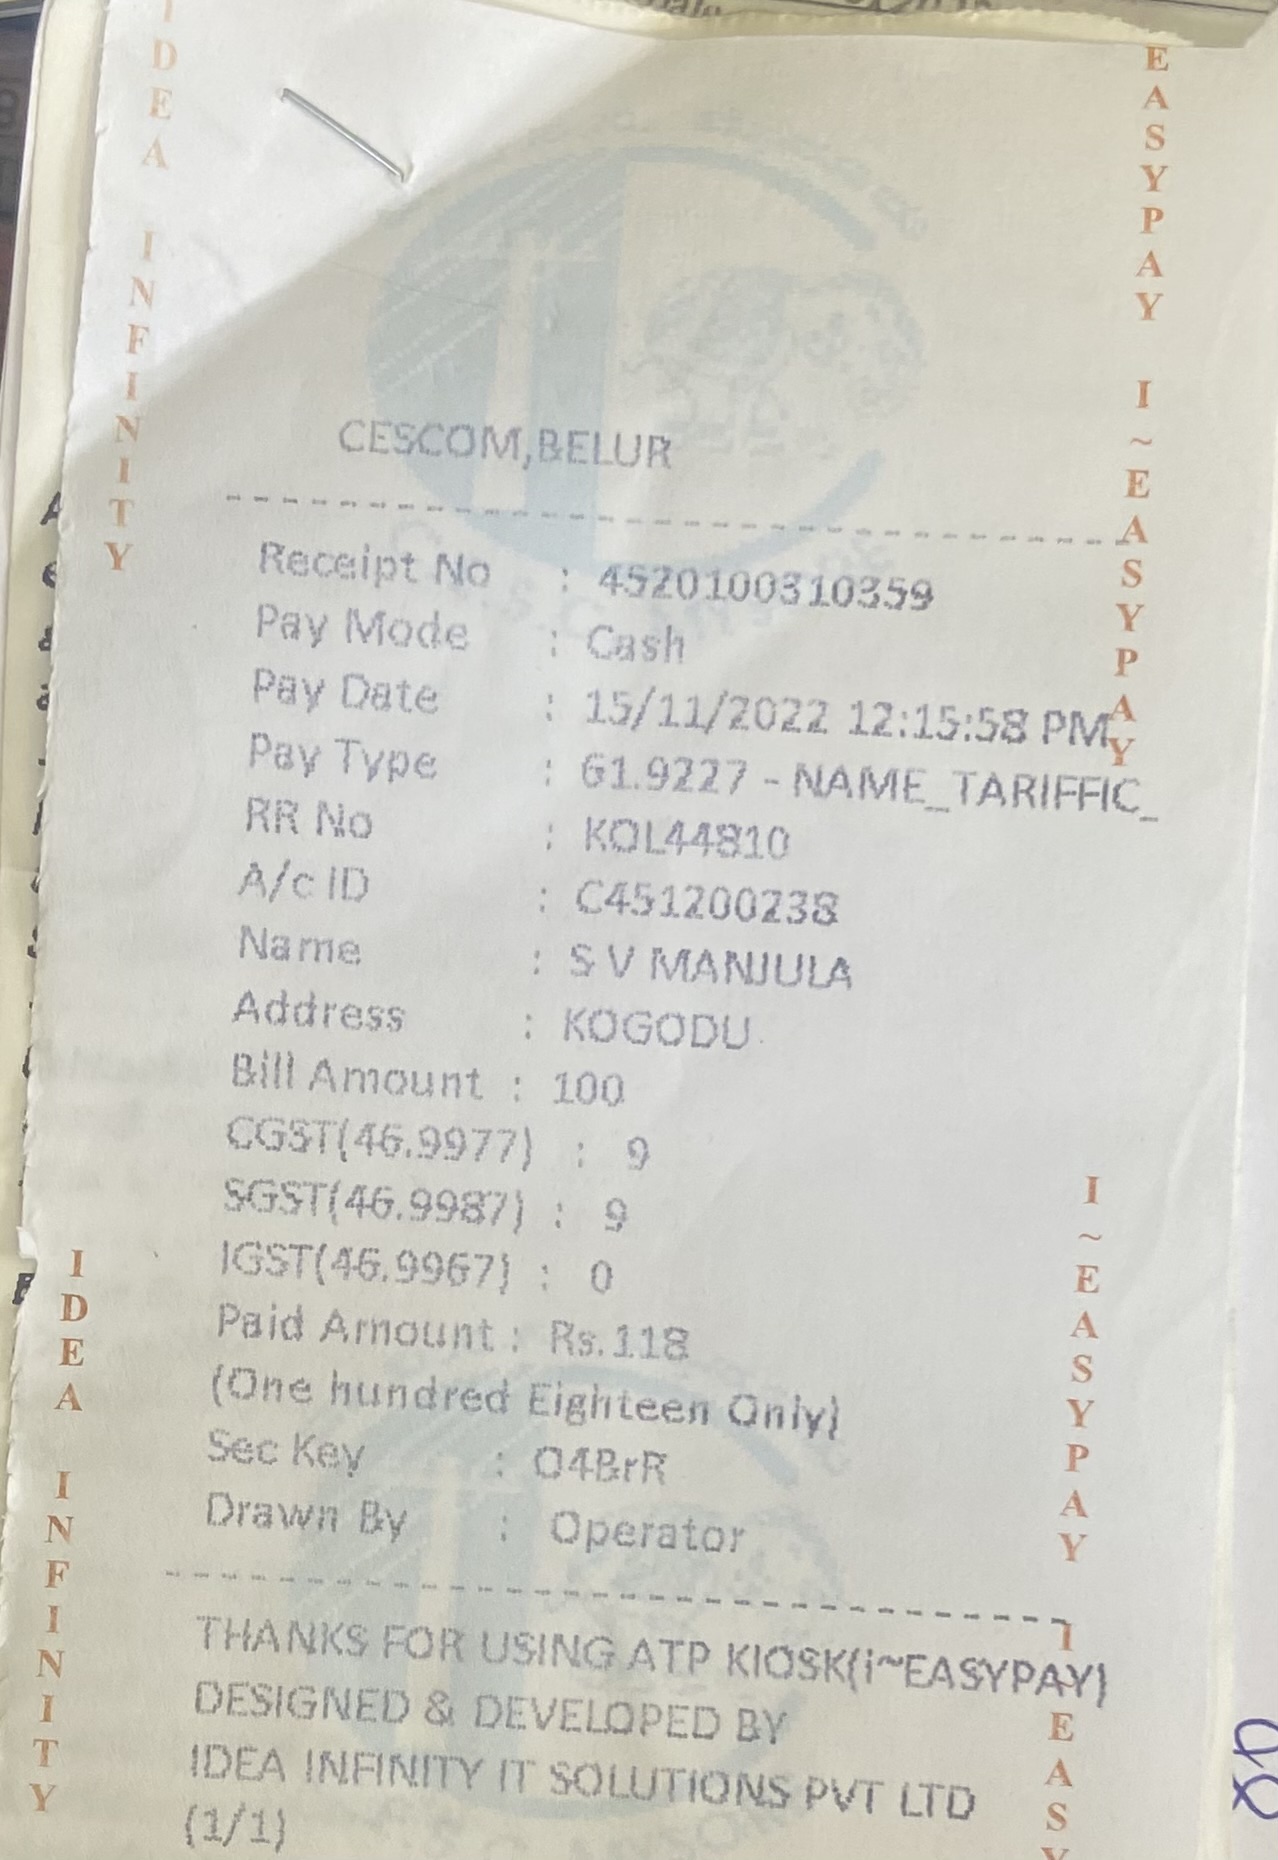 CESCOM,BELUR
Receipt No : 4520100310359
Pay Mode : Cash
Pay Date : 15/11/2022 12:15:58 PM
Pay Type : 61.9227 - NAME_TARIFFIC_
RR No : KOL44810
A/c ID : C451200238
Name : S V MANJULA
Address : KOGODU
Bill Amount : 100
CGST(46.9977) : 9
SGST(46.9987) : 9
IGST(46.9967) : 0
Paid Amount : Rs.118
(One hundred Eighteen Only)
Sec Key : O4BrR
Drawn By : Operator
THANKS FOR USING ATP KIOSK(i~EASYPAY)
DESIGNED & DEVELOPED BY
IDEA INFINITY IT SOLUTIONS PVT LTD
(1/1)
IDEA INFINITY
IDEA INFINITY
EASYPAY I~EASYPAY
I~EASYPAY
I EASY